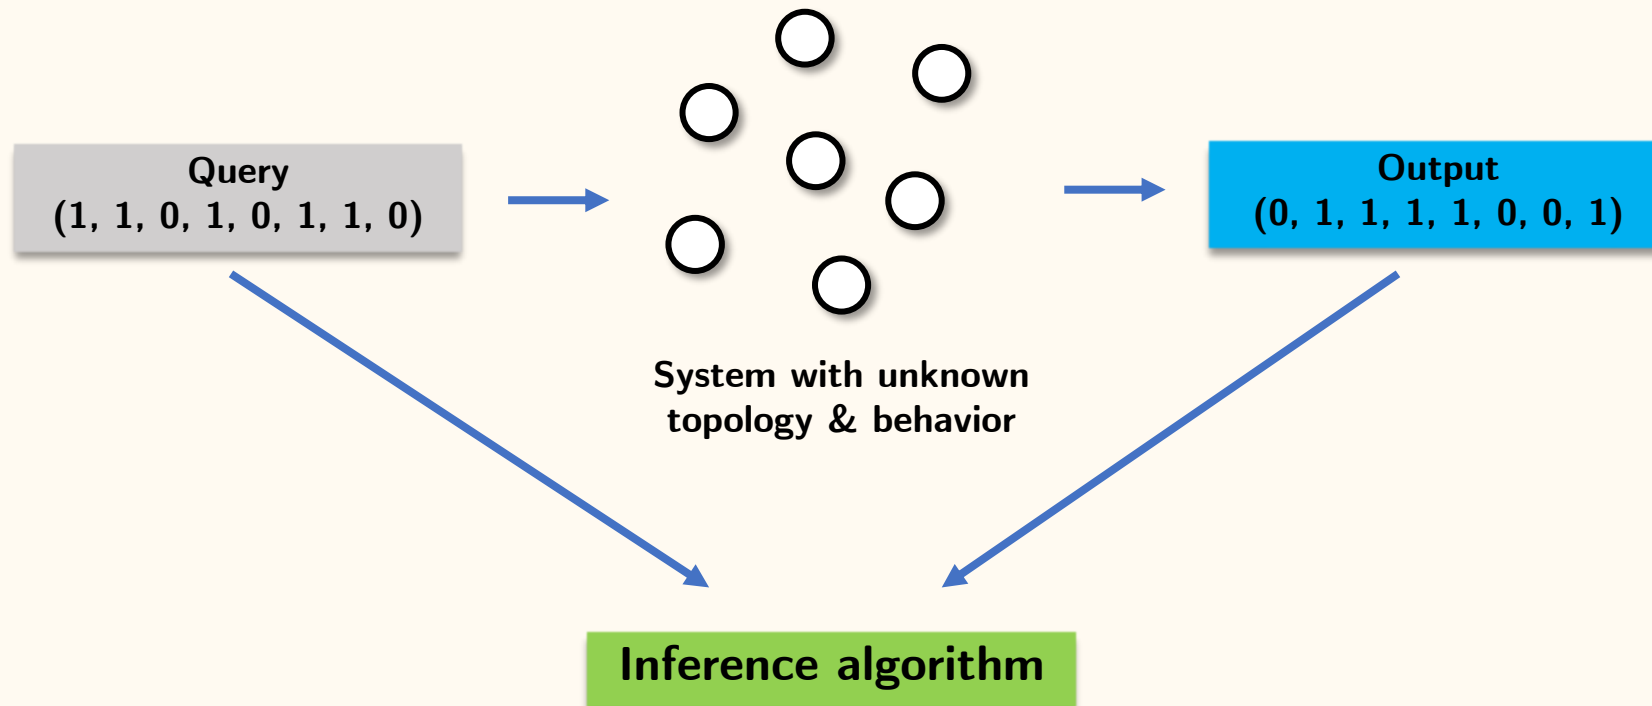 Query
(1, 1, 0, 1, 0, 1, 1, 0)
Output
(0, 1, 1, 1, 1, 0, 0, 1)
System with unknown
topology & behavior
Inference algorithm